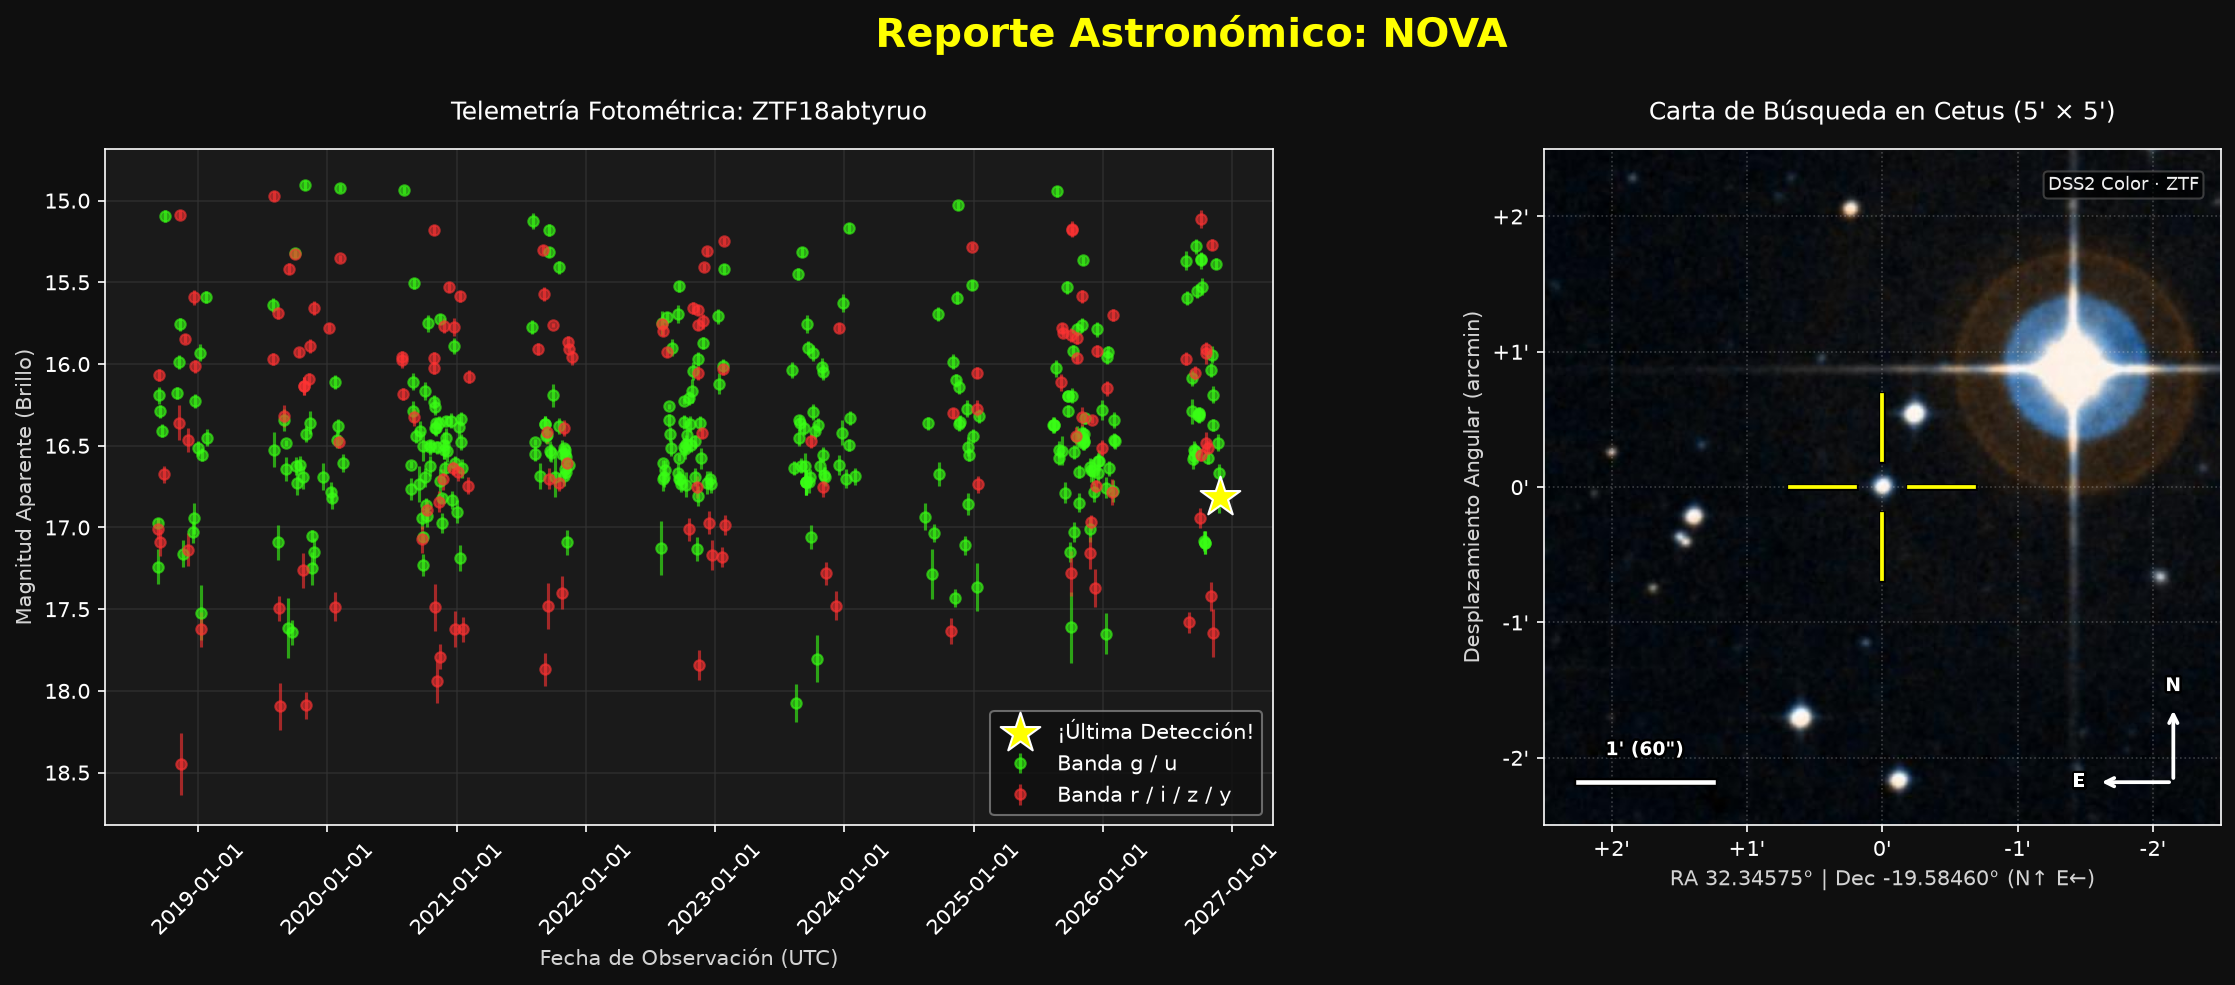 Reporte Astronómico: NOVA
Telemetría Fotométrica: ZTF18abtyruo
Magnitud Aparente (Brillo)
15.0
15.5
16.0
16.5
17.0
17.5
18.0
18.5
¡Última Detección!
Banda g / u
Banda r / i / z / y
2019-01-01
2020-01-01
2021-01-01
2022-01-01
2023-01-01
2024-01-01
2025-01-01
2026-01-01
2027-01-01
Fecha de Observación (UTC)
Carta de Búsqueda en Cetus (5' × 5')
Desplazamiento Angular (arcmin)
+2'
+1'
0'
-1'
-2'
DSS2 Color · ZTF
N
E
1' (60")
+2'
+1'
0'
-1'
-2'
RA 32.34575° | Dec -19.58460° (N↑ E←)